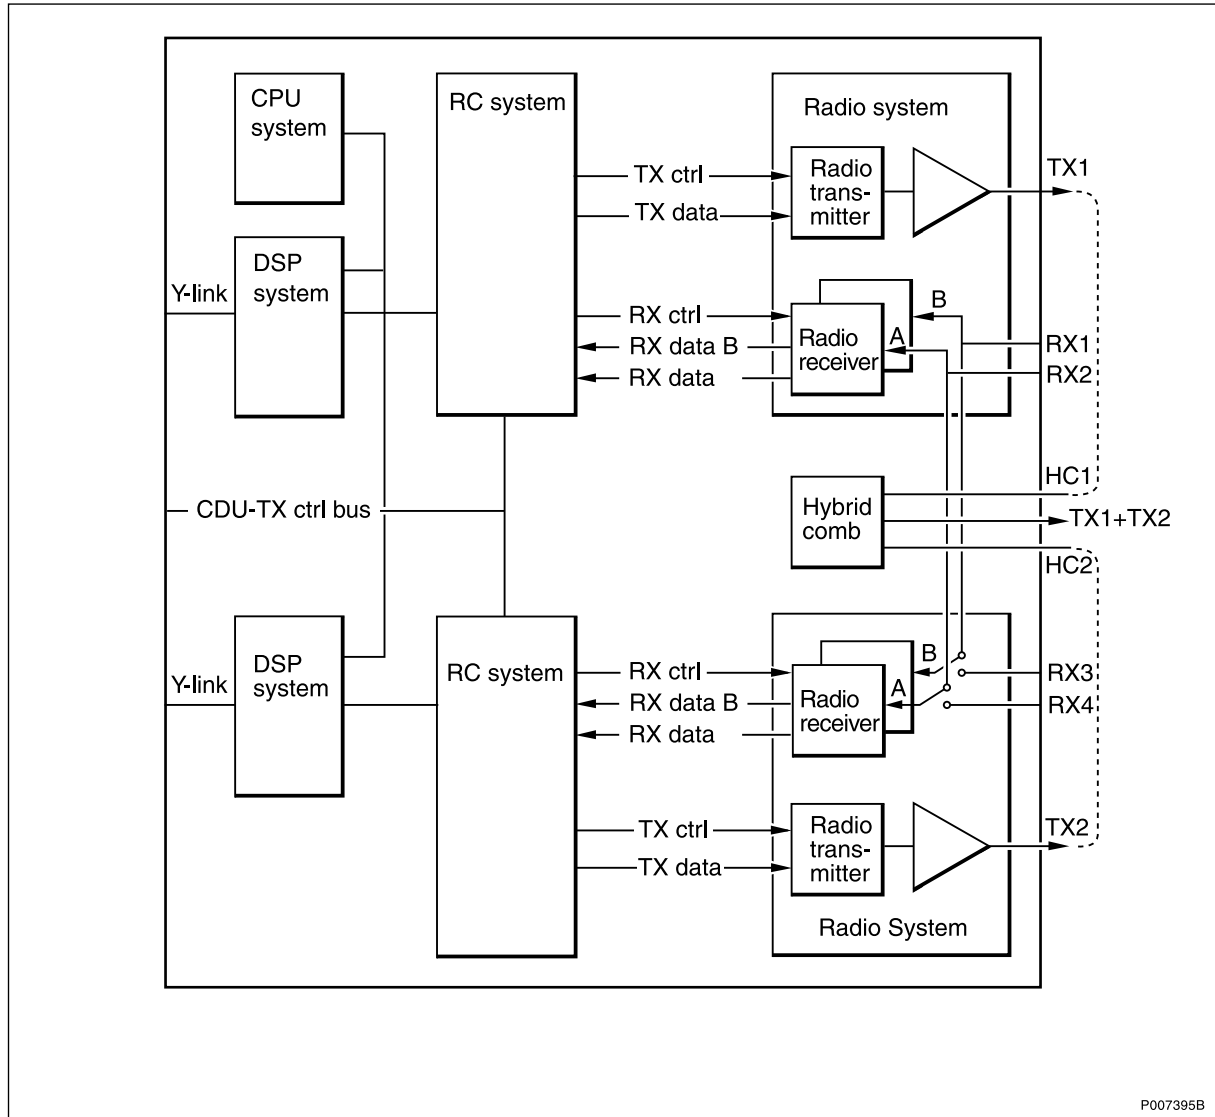 CPU
system
RC system
Radio system
TX ctrl
TX data
Radio
trans-
mitter
TX1
DSP
system
Y-link
RX ctrl
RX data B
RX data
Radio
receiver
A
B
RX1
RX2
CDU-TX ctrl bus
Hybrid
comb
HC1
TX1+TX2
HC2
DSP
system
Y-link
RC system
RX ctrl
RX data B
RX data
Radio
receiver
A
B
RX3
RX4
TX ctrl
TX data
Radio
trans-
mitter
TX2
Radio System
P007395B